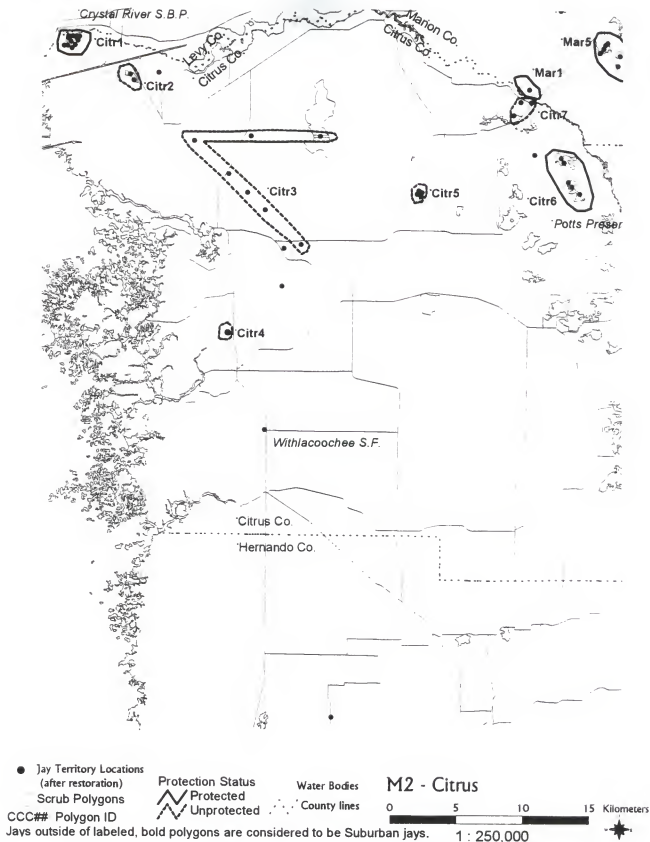 Crystal River S.B.P.
Marion Co.
Citrus Co.
Levy Co.
Citrus Co.
Citr1
Mar5
Citr2
Mar1
Citr7
Citr3
Citr5
Citr6
Potts Preser
Citr4
Withlacoochee S.F.
Citrus Co.
Hernando Co.
Jay Territory Locations
(after restoration)
Scrub Polygons
CCC## Polygon ID
Protection Status
Protected
Unprotected
Water Bodies
County lines
M2 - Citrus
0 5 10 15 Kilometers
1 : 250,000
Jays outside of labeled, bold polygons are considered to be Suburban jays.